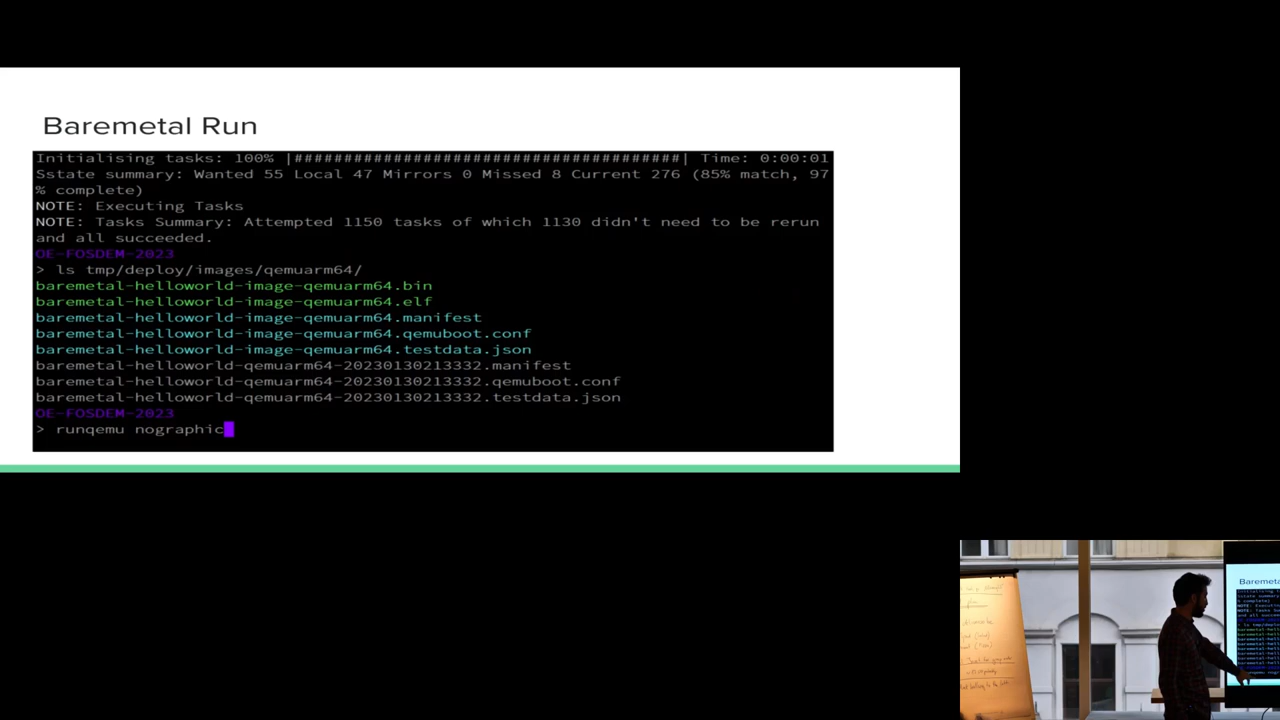 Baremetal Run
Initialising tasks: 100% |#######################################| Time: 0:00:01
Sstate summary: Wanted 55 Local 47 Mirrors 0 Missed 8 Current 276 (85% match, 97
% complete)
NOTE: Executing Tasks
NOTE: Tasks Summary: Attempted 1150 tasks of which 1130 didn't need to be rerun
and all succeeded.
OE-FOSDEM-2023
> ls tmp/deploy/images/qemuarm64/
baremetal-helloworld-image-qemuarm64.bin
baremetal-helloworld-image-qemuarm64.elf
baremetal-helloworld-image-qemuarm64.manifest
baremetal-helloworld-image-qemuarm64.qemuboot.conf
baremetal-helloworld-image-qemuarm64.testdata.json
baremetal-helloworld-qemuarm64-20230130213332.manifest
baremetal-helloworld-qemuarm64-20230130213332.qemuboot.conf
baremetal-helloworld-qemuarm64-20230130213332.testdata.json
OE-FOSDEM-2023
> runqemu nographic
Baremeta